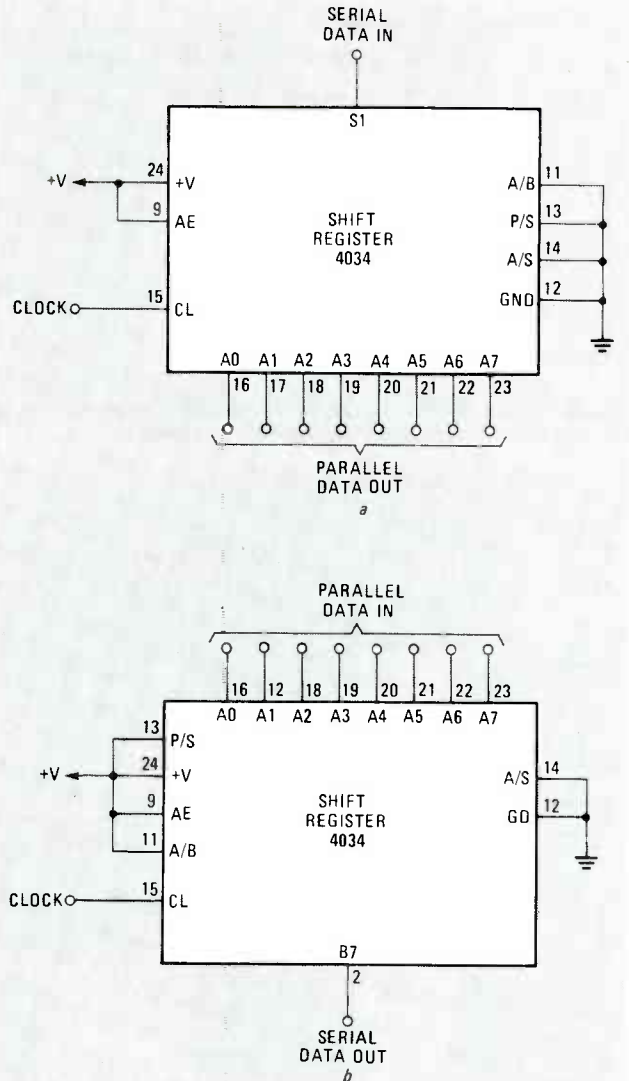 SERIAL
DATA IN
S1
24
+V
+V
9
AE
SHIFT
REGISTER
4034
A/B
11
P/S
13
A/S
14
GND
12
CLOCK
15
CL
A0 A1 A2 A3 A4 A5 A6 A7
16 17 18 19 20 21 22 23
PARALLEL
DATA OUT
a
PARALLEL
DATA IN
16 12 18 19 20 21 22 23
A0 A1 A2 A3 A4 A5 A6 A7
13
P/S
+V
24
+V
9
AE
11
A/B
SHIFT
REGISTER
4034
A/S
14
GD
12
CLOCK
15
CL
B7
2
SERIAL
DATA OUT
b